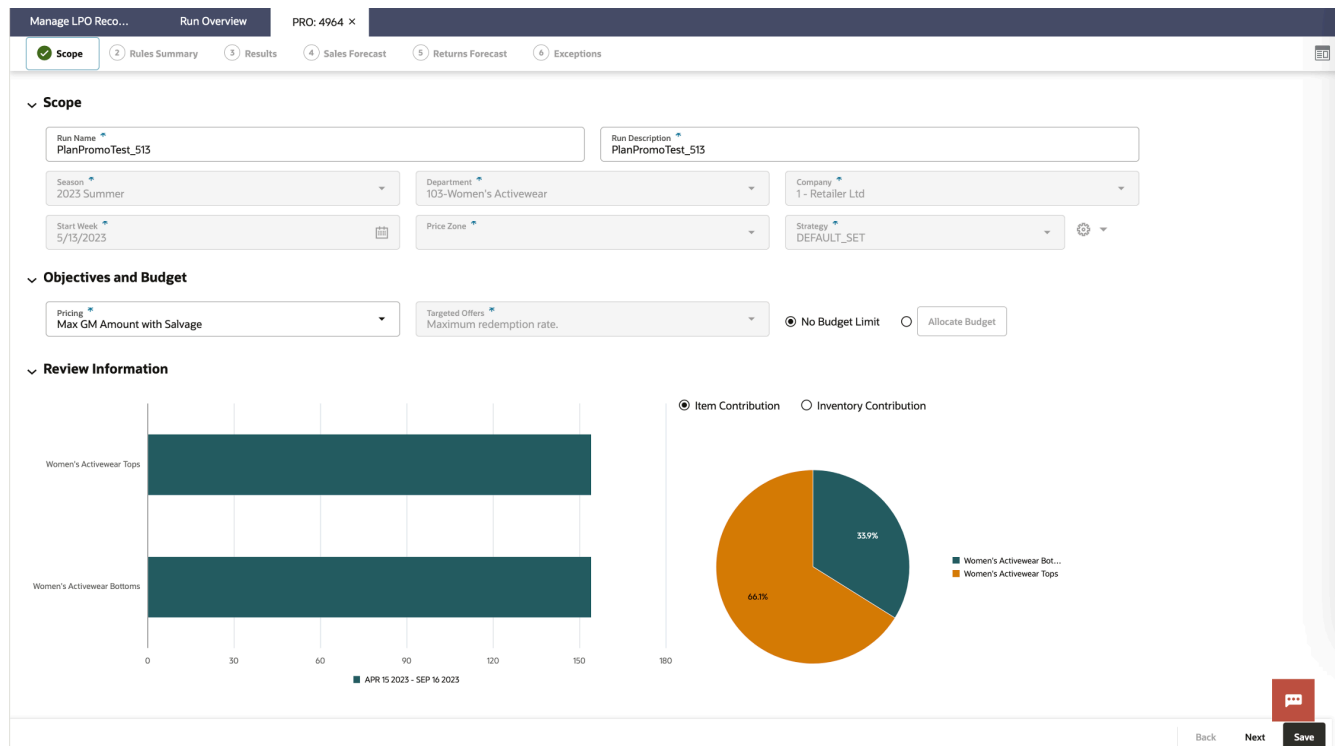 Manage LPO Reco... Run Overview PRO: 4964 ×
Scope 2 Rules Summary 3 Results 4 Sales Forecast 5 Returns Forecast 6 Exceptions
Scope
Run Name * Run Description *
PlanPromoTest_513 PlanPromoTest_513
Season * Department * Company *
2023 Summer 103-Women's Activewear 1 - Retailer Ltd
Start Week * Price Zone * Strategy *
5/13/2023 DEFAULT_SET
Objectives and Budget
Pricing * Targeted Offers *
Max GM Amount with Salvage Maximum redemption rate. No Budget Limit Allocate Budget
Review Information
Item Contribution Inventory Contribution
Women's Activewear Tops
Women's Activewear Bottoms
0 30 60 90 120 150 180
APR 15 2023 - SEP 16 2023
33.9%
66.1%
Women's Activewear Bot...
Women's Activewear Tops
Back Next Save